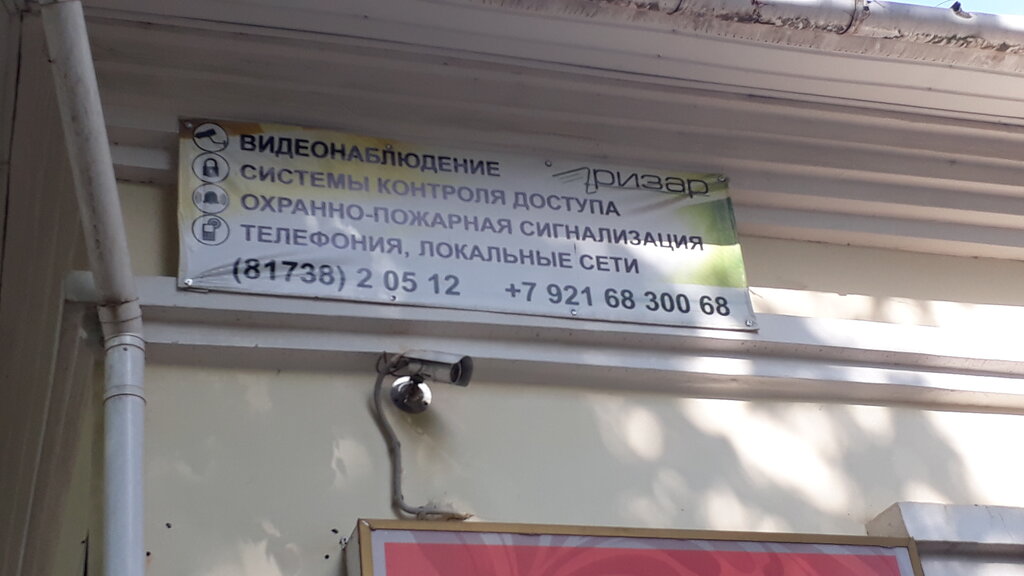 ВИДЕОНАБЛЮДЕНИЕ
Аризар
СИСТЕМЫ КОНТРОЛЯ ДОСТУПА
ОХРАННО-ПОЖАРНАЯ СИГНАЛИЗАЦИЯ
ТЕЛЕФОНИЯ, ЛОКАЛЬНЫЕ СЕТИ
(81738) 2 05 12 +7 921 68 300 68